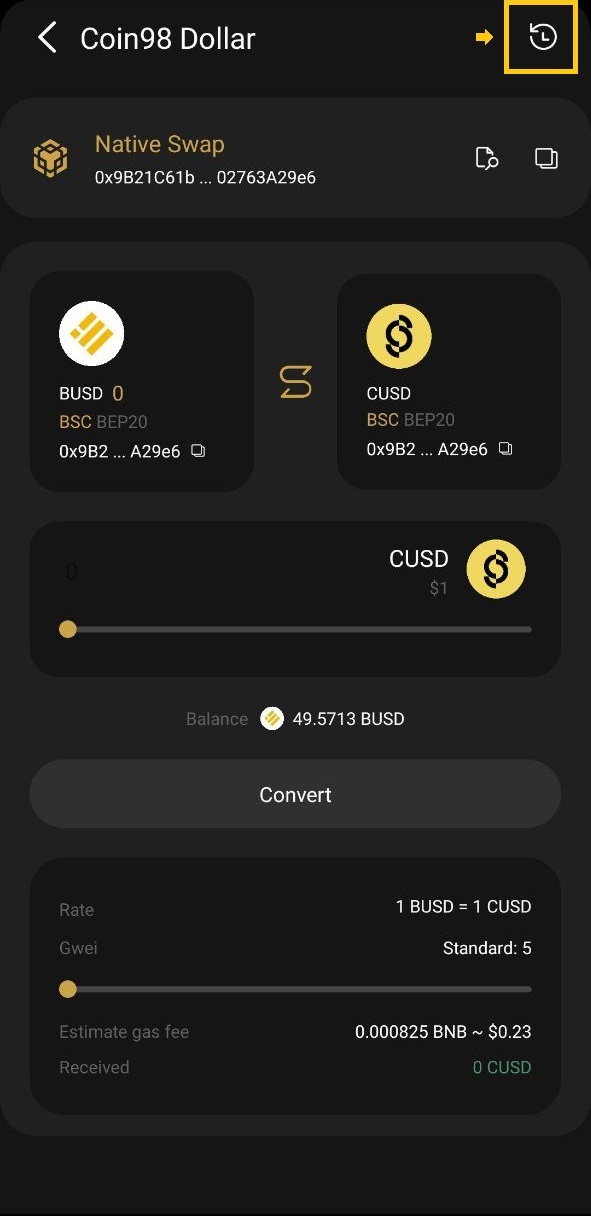 Coin98 Dollar
Native Swap
0x9B21C61b ... 02763A29e6
BUSD 0
BSC BEP20
0x9B2 ... A29e6
CUSD
BSC BEP20
0x9B2 ... A29e6
0
CUSD
$1
Balance 49.5713 BUSD
Convert
Rate 1 BUSD = 1 CUSD
Gwei Standard: 5
Estimate gas fee 0.000825 BNB ~ $0.23
Received 0 CUSD